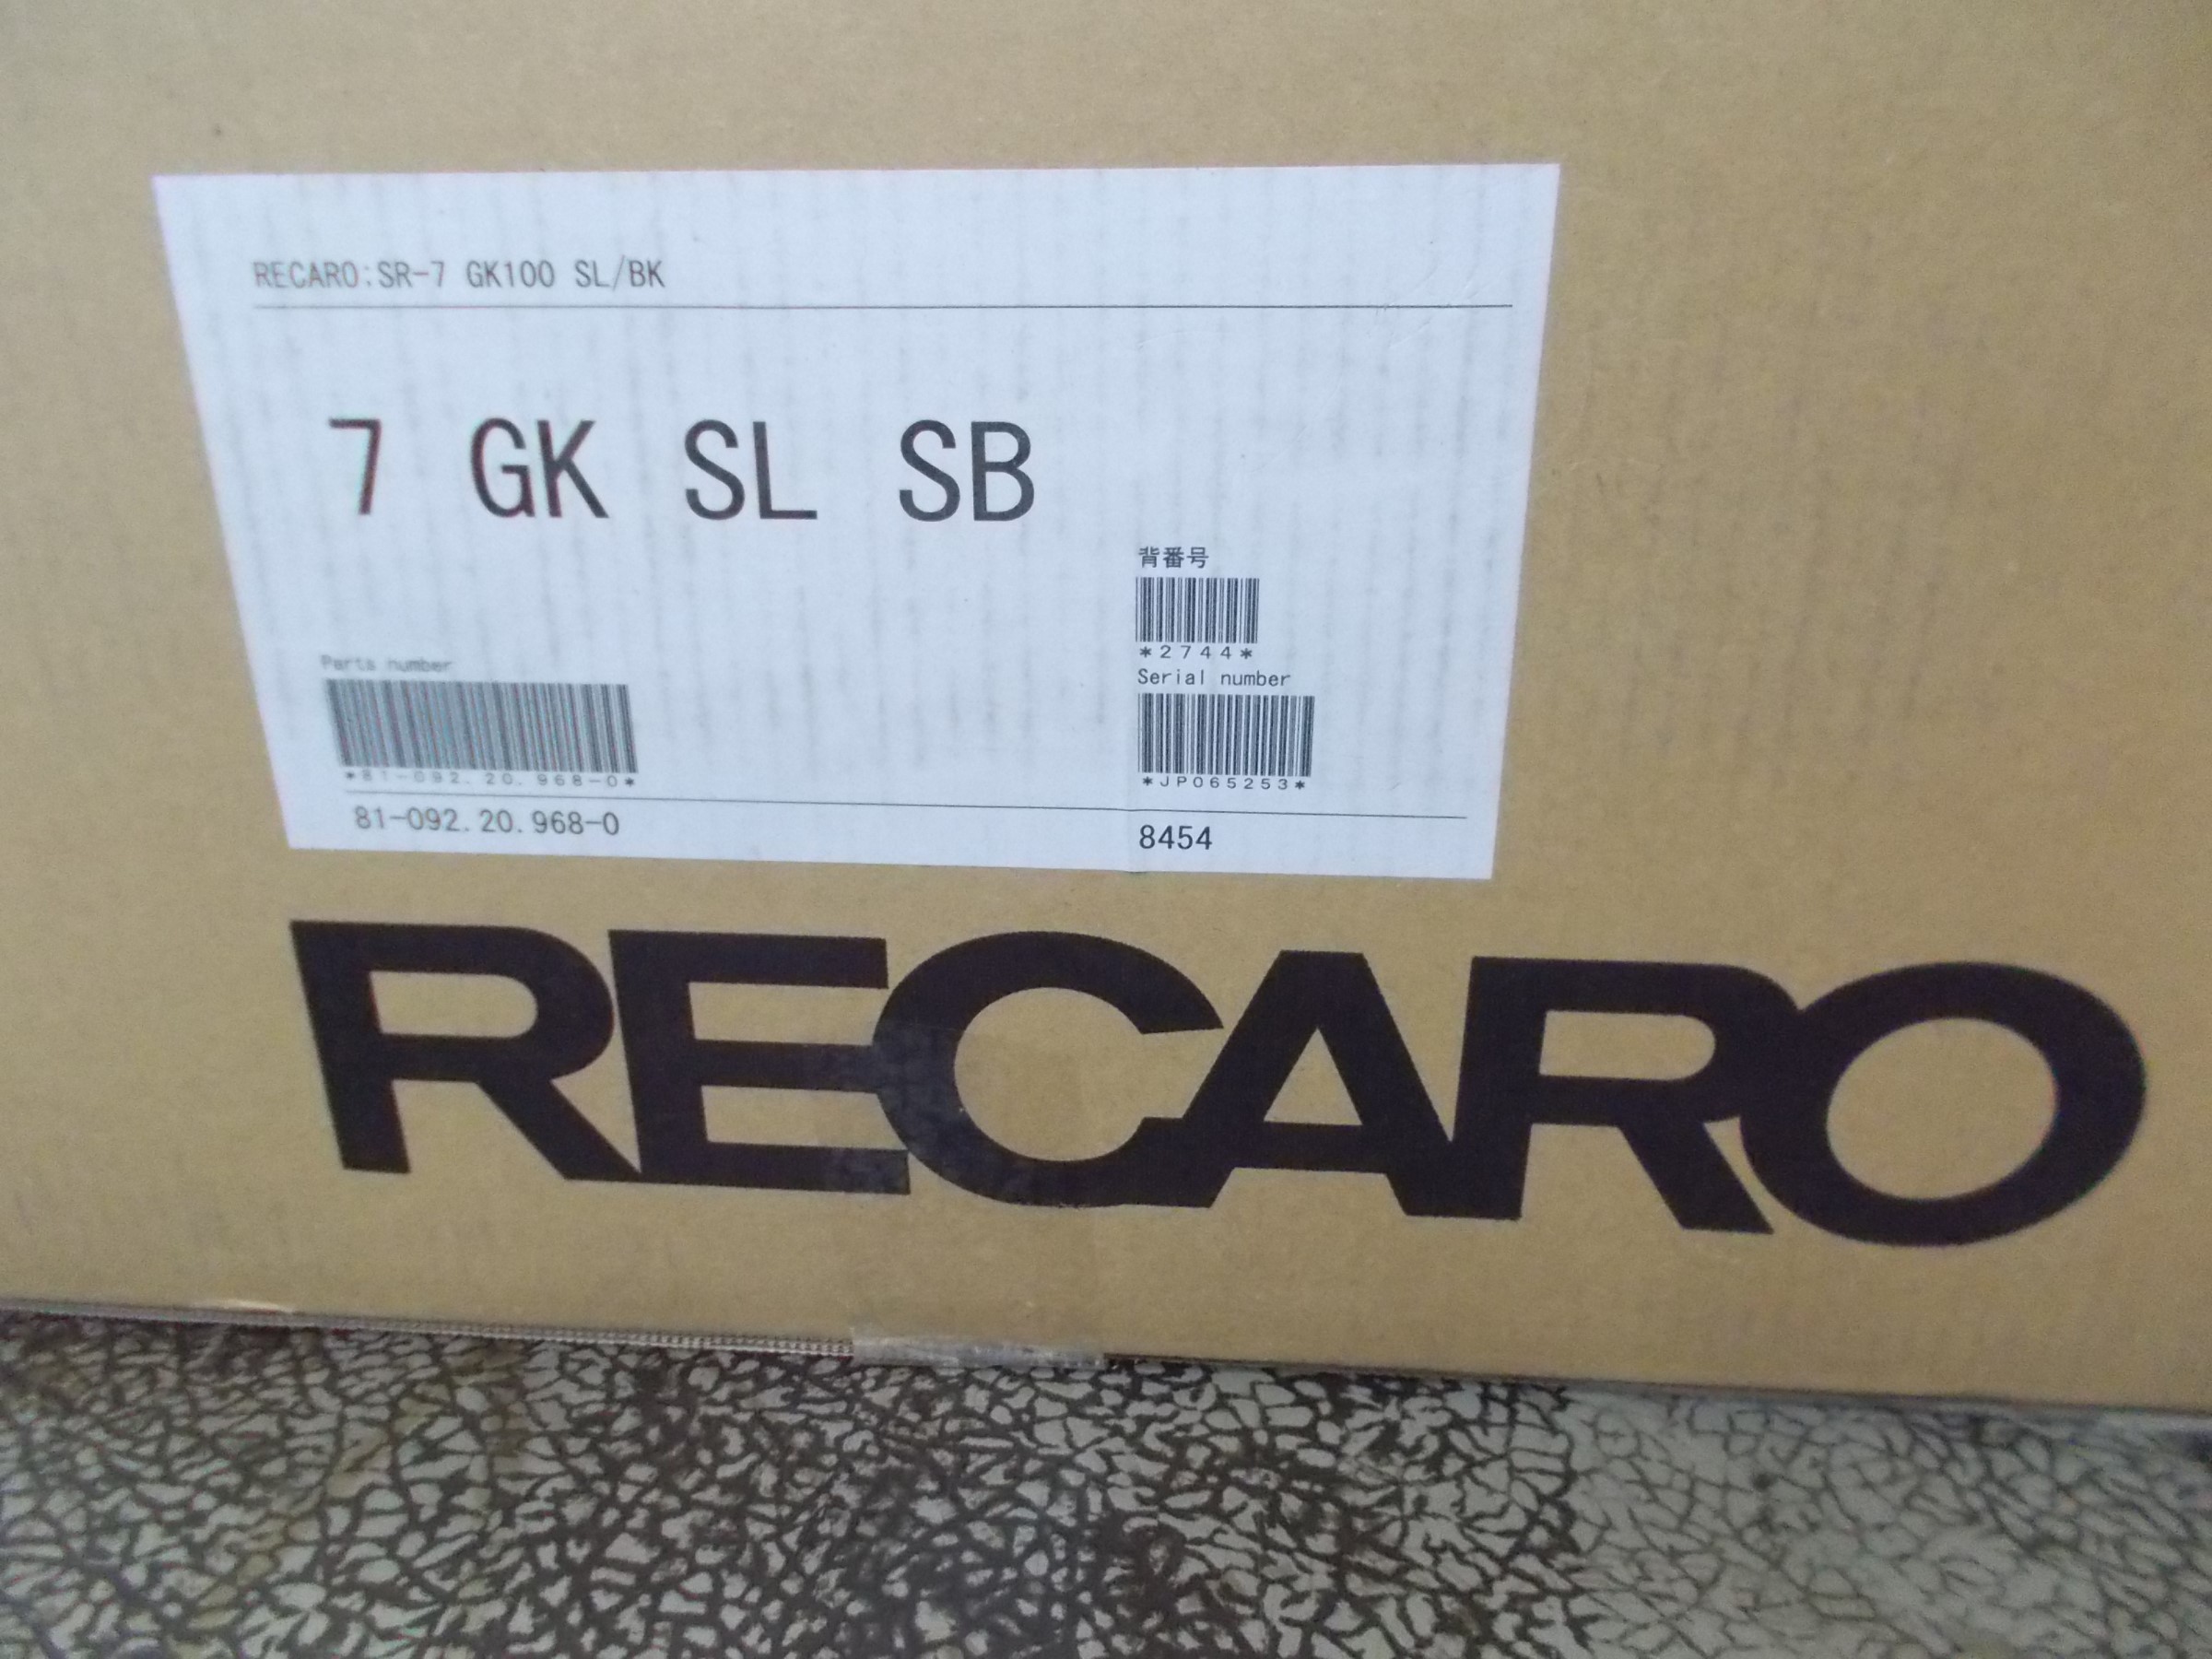 RECARO:SR-7 GK100 SL/BK
7 GK SL SB
背番号
*2744*
Parts number
Serial number
*81-092.20.968-0*
*JP065253*
81-092.20.968-0
8454
RECARO